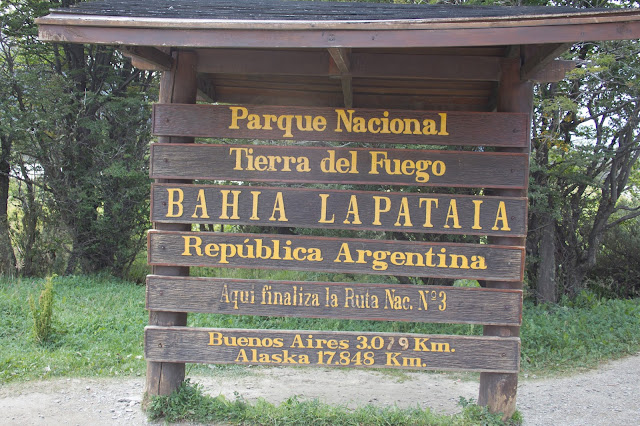 Parque Nacional
Tierra del Fuego
BAHIA LAPATAIA
República Argentina
Aquí finaliza la Ruta Nac. Nº3
Buenos Aires 3.079 Km.
Alaska 17.848 Km.